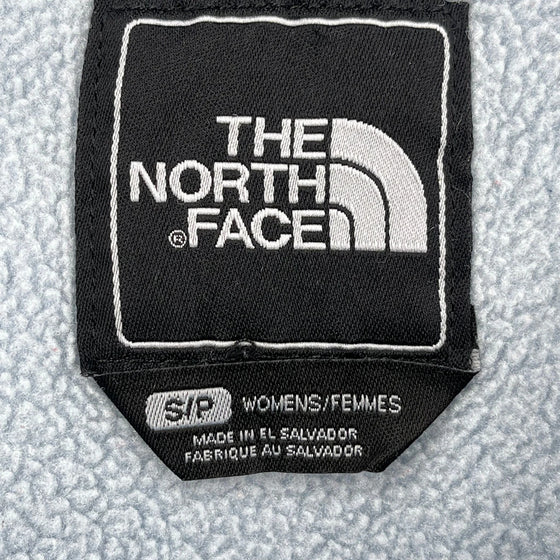 THE
NORTH
® FACE
S/P WOMENS/FEMMES
MADE IN EL SALVADOR
FABRIQUE AU SALVADOR